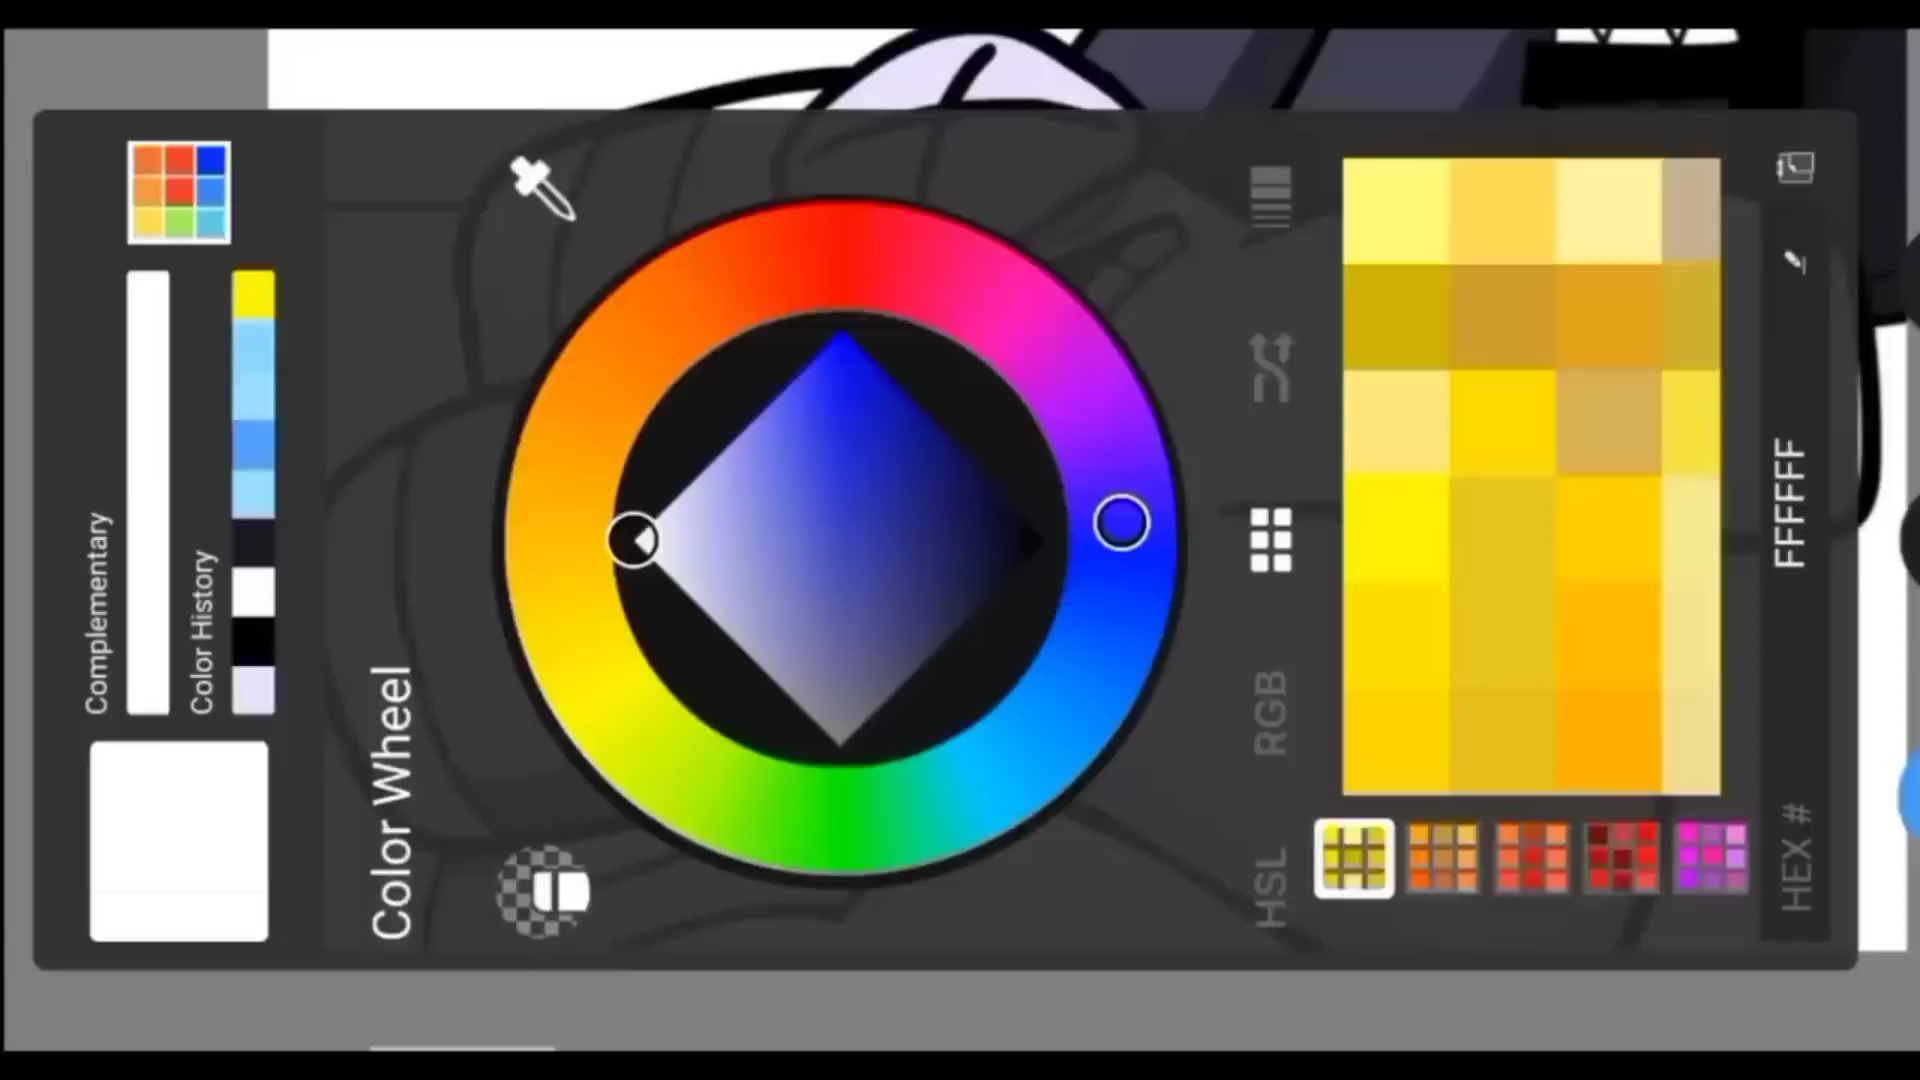 Complementary
Color History
Color Wheel
HSL
RGB
HEX #
FFFFFF